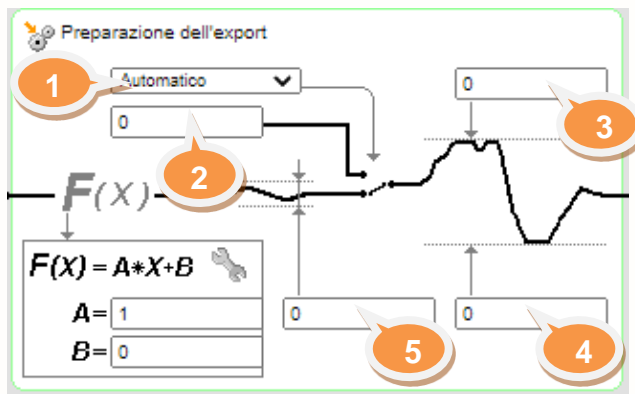 Preparazione dell'export
1
Automatico
0
2
0
3
F(X)
F(X) = A*X+B
A= 1
B= 0
0
5
0
4